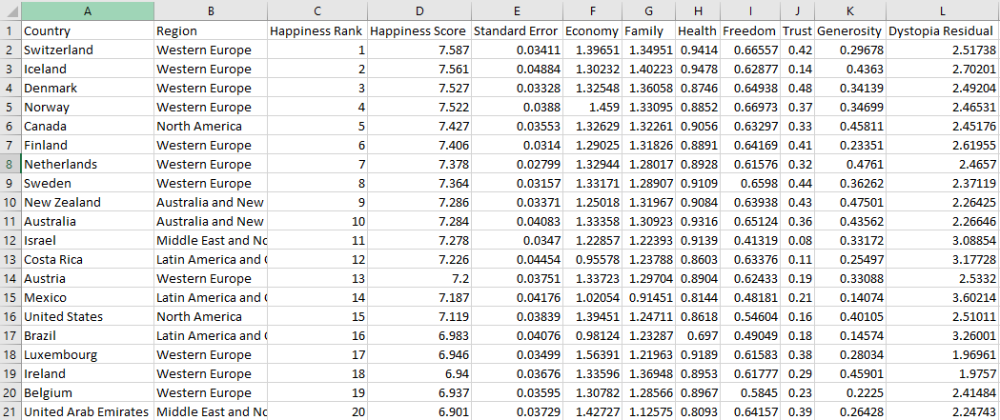 A B C D E F G H I J K L
1 Country Region Happiness Rank Happiness Score Standard Error Economy Family Health Freedom Trust Generosity Dystopia Residual
2 Switzerland Western Europe 1 7.587 0.03411 1.39651 1.34951 0.9414 0.66557 0.42 0.29678 2.51738
3 Iceland Western Europe 2 7.561 0.04884 1.30232 1.40223 0.9478 0.62877 0.14 0.4363 2.70201
4 Denmark Western Europe 3 7.527 0.03328 1.32548 1.36058 0.8746 0.64938 0.48 0.34139 2.49204
5 Norway Western Europe 4 7.522 0.0388 1.459 1.33095 0.8852 0.66973 0.37 0.34699 2.46531
6 Canada North America 5 7.427 0.03553 1.32629 1.32261 0.9056 0.63297 0.33 0.45811 2.45176
7 Finland Western Europe 6 7.406 0.0314 1.29025 1.31826 0.8891 0.64169 0.41 0.23351 2.61955
8 Netherlands Western Europe 7 7.378 0.02799 1.32944 1.28017 0.8928 0.61576 0.32 0.4761 2.4657
9 Sweden Western Europe 8 7.364 0.03157 1.33171 1.28907 0.9109 0.6598 0.44 0.36262 2.37119
10 New Zealand Australia and New 9 7.286 0.03371 1.25018 1.31967 0.9084 0.63938 0.43 0.47501 2.26425
11 Australia Australia and New 10 7.284 0.04083 1.33358 1.30923 0.9316 0.65124 0.36 0.43562 2.26646
12 Israel Middle East and No 11 7.278 0.0347 1.22857 1.22393 0.9139 0.41319 0.08 0.33172 3.08854
13 Costa Rica Latin America and 12 7.226 0.04454 0.95578 1.23788 0.8603 0.63376 0.11 0.25497 3.17728
14 Austria Western Europe 13 7.2 0.03751 1.33723 1.29704 0.8904 0.62433 0.19 0.33088 2.5332
15 Mexico Latin America and 14 7.187 0.04176 1.02054 0.91451 0.8144 0.48181 0.21 0.14074 3.60214
16 United States North America 15 7.119 0.03839 1.39451 1.24711 0.8618 0.54604 0.16 0.40105 2.51011
17 Brazil Latin America and 16 6.983 0.04076 0.98124 1.23287 0.697 0.49049 0.18 0.14574 3.26001
18 Luxembourg Western Europe 17 6.946 0.03499 1.56391 1.21963 0.9189 0.61583 0.38 0.28034 1.96961
19 Ireland Western Europe 18 6.94 0.03676 1.33596 1.36948 0.8953 0.61777 0.29 0.45901 1.9757
20 Belgium Western Europe 19 6.937 0.03595 1.30782 1.28566 0.8967 0.5845 0.23 0.2225 2.41484
21 United Arab Emirates Middle East and No 20 6.901 0.03729 1.42727 1.12575 0.8093 0.64157 0.39 0.26428 2.24743